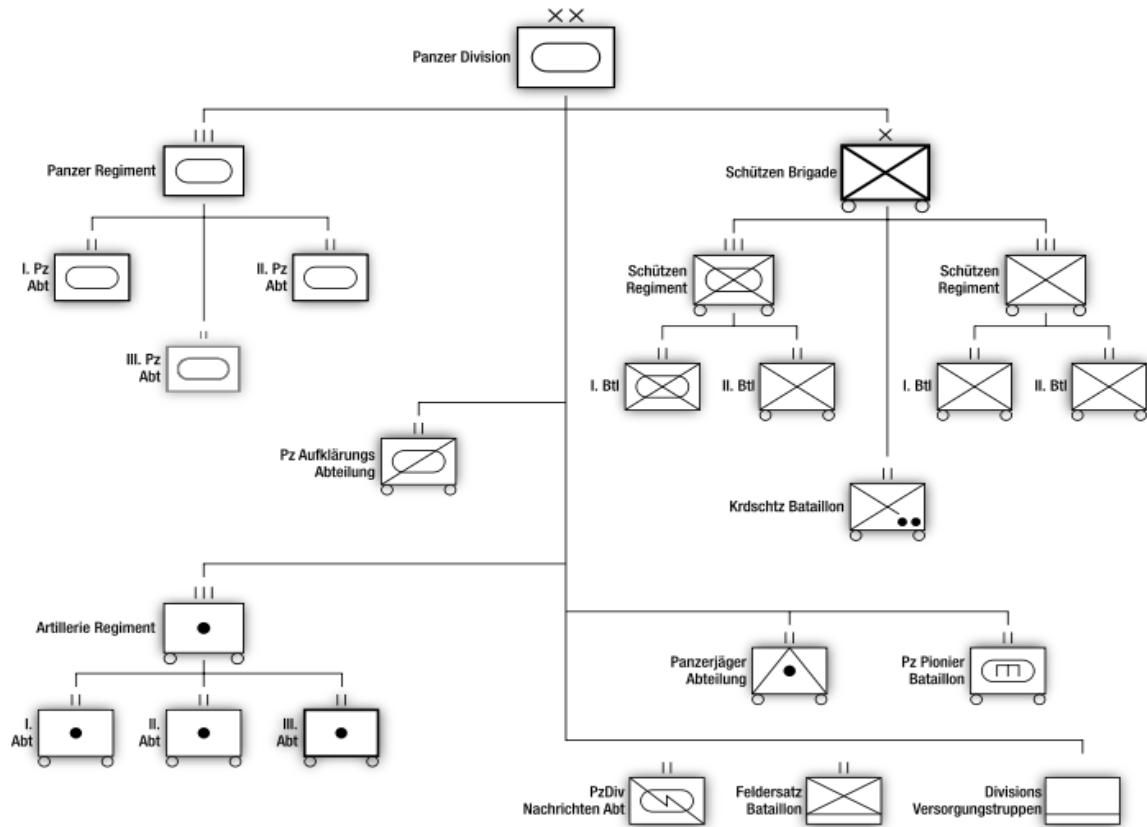 Panzer Division
Panzer Regiment
Schützen Brigade
I. Pz
Abt
II. Pz
Abt
Schützen
Regiment
Schützen
Regiment
III. Pz
Abt
I. Btl
II. Btl
I. Btl
II. Btl
Pz Aufklärungs
Abteilung
Krdschtz Bataillon
Artillerie Regiment
Panzerjäger
Abteilung
Pz Pionier
Bataillon
I.
Abt
II.
Abt
III.
Abt
PzDiv
Nachrichten Abt
Feldersatz
Bataillon
Divisions
Versorgungstruppen